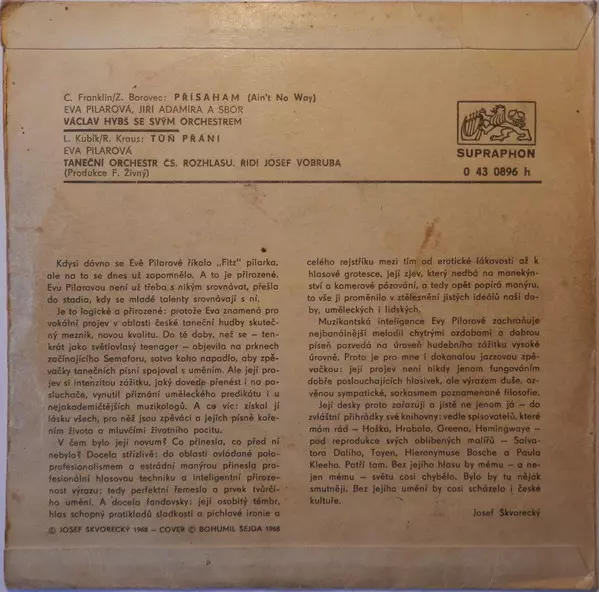 C. Franklin/Z. Borovec: PŘÍSAHÁM (Ain't No Way)
EVA PILAROVÁ, JIŘÍ ADAMÍRA A SBOR
VÁCLAV HYBŠ SE SVÝM ORCHESTREM
L. Kubík/R. Kraus: TŮŇ PŘÁNÍ
EVA PILAROVÁ
TANEČNÍ ORCHESTR ČS. ROZHLASU, ŘÍDÍ JOSEF VOBRUBA
(Produkce F. Živný)
SUPRAPHON
0 43 0896 h
Kdysi dávno se Evě Pilarové říkalo „Fitz" pilarka,
ale na to se dnes už zapomnělo. A to je přirozené.
Evu Pilarovou není už třeba s nikým srovnávat, přešla
do stadia, kdy se mladé talenty srovnávají s ní.
Je to logické a přirozené: protože Eva znamená pro
vokální projev v oblasti české taneční hudby skuteč-
ný mezník, novou kvalitu. Do té doby, než se – ten-
krát jako světlovlasý teenager – objevila na prknech
začínajícího Semaforu, sotva koho napadlo, aby zpě-
vačky tanečních písní spojoval s uměním. Ale její pro-
jev si intenzitou zážitku, jaký dovede přenést i na po-
sluchače, vynutil přiznání uměleckého prediktu i u
nejakademičtějších muzikologů. A co víc: získal jí
lásku všech, pro něž jsou zpěváci a jejich písně koře-
ním života a mluvčími životního pocitu.
V čem bylo její novum? Co přinesla, co před ní
nebylo? Docela střízlivě: do oblasti ovládané polo-
profesionalismem a estrádní manýrou přinesla pro-
fesionální hlasovou techniku a inteligentní přiroze-
nost výrazu; tedy perfektní řemeslo a prvek tvůrčí-
ho umění. A docela fandovsky: její osobitý témbr,
hlas schopný protikladů sladkosti a pichlavé ironie a
© JOSEF ŠKVORECKÝ 1968 – COVER © BOHUMIL ŠEJDA 1968
celého rejstříku mezi tím od erotické lákavosti až k
hlasové grotesce, její zjev, který nedbá na manekýn-
ství a kamerové pózování, a tedy opět popírá manýru,
to vše ji proměnilo v ztělesnění jistých ideálů naší do-
by, uměleckých i lidských.
Muzikantská inteligence Evy Pilarové zachraňuje
nejbanálnější melodii chytrými ozdobami a dobrou
píseň pozvedá na úroveň hudebního zážitku vysoké
úrovně. Proto je pro mne i dokonalou jazzovou zpě-
vačkou: její projev není nikdy jenom fungováním
dobře poslouchajících hlasivek, ale výrazem duše, oz-
věnou sympatické, sarkasmem poznamenané filosofie.
Její desky proto zařazuji a jistě ne jenom já – do
zvláštní přihrádky své knihovny: vedle spisovatelů, které
mám rád – Haška, Hrabala, Greena, Hemingwaye –
pod reprodukce svých oblíbených malířů – Salva-
tora Daliho, Toyen, Hieronymuse Bosche a Paula
Kleeho. Patří tam. Bez jejího hlasu by mému – a ne-
jen mému – světu cosi chybělo. Bylo by tu nějak
smutněji. Bez jejího umění by cosi scházelo i české
kultuře.
Josef Škvorecký